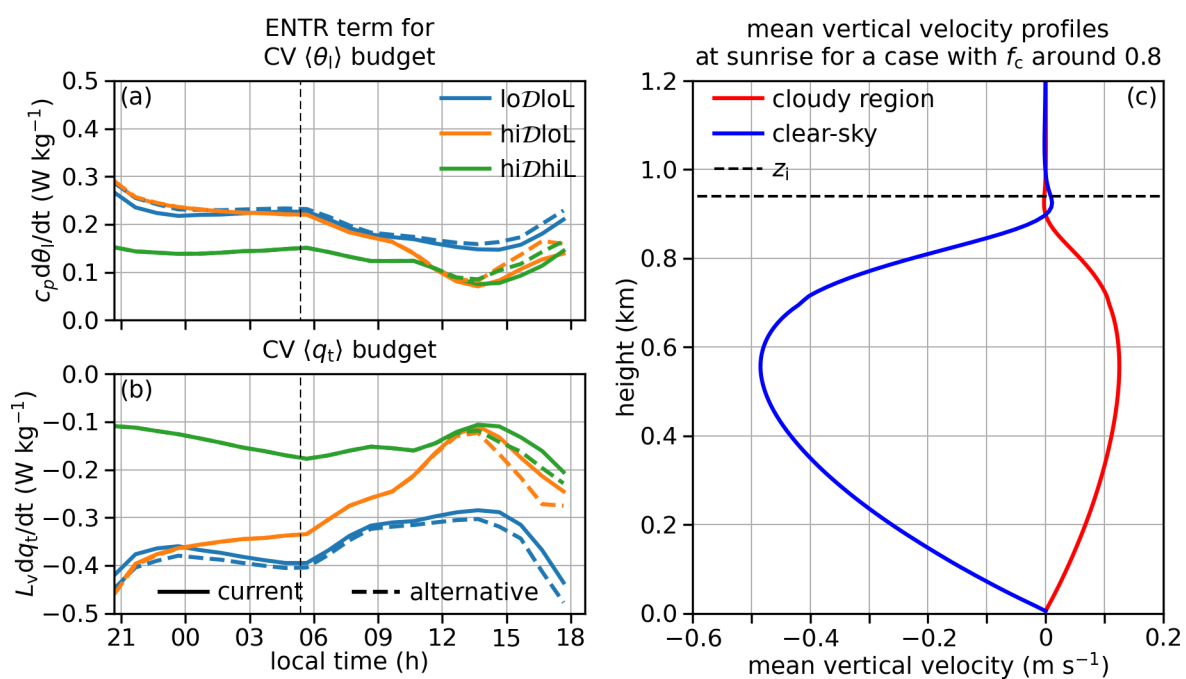 ENTR term for
CV ⟨θₗ⟩ budget
(a)
loDloL
hiDloL
hiDhiL
0.5
0.4
0.3
0.2
0.1
0.0
cₚdθₗ/dt (W kg⁻¹)
CV ⟨qₜ⟩ budget
(b)
0.0
−0.1
−0.2
−0.3
−0.4
−0.5
Lᵥdqₜ/dt (W kg⁻¹)
current
alternative
21 00 03 06 09 12 15 18
local time (h)
mean vertical velocity profiles
at sunrise for a case with f_c around 0.8
(c)
cloudy region
clear-sky
zᵢ
1.2
1.0
0.8
0.6
0.4
0.2
0.0
height (km)
−0.6 −0.4 −0.2 0 0.2
mean vertical velocity (m s⁻¹)